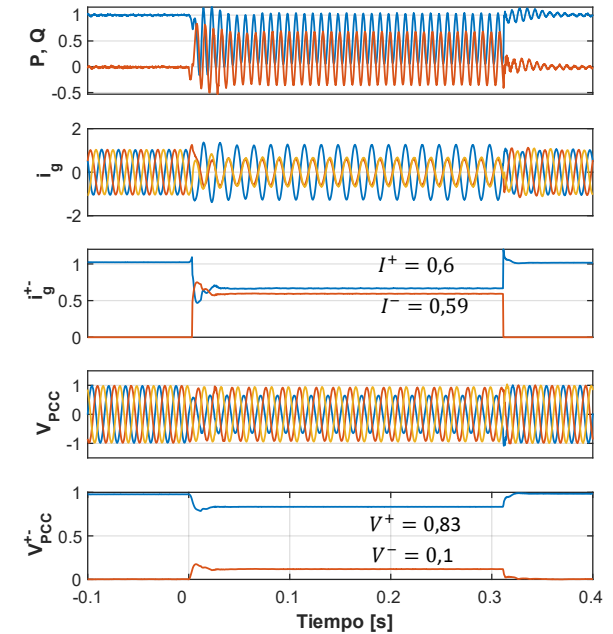 P, Q
1
0.5
0
-0.5
i_g
2
0
-2
i_g^{+-}
1
0.5
0
I⁺ = 0,6
I⁻ = 0,59
V_PCC
1
0
-1
V_PCC^{+-}
1
0.5
0
V⁺ = 0,83
V⁻ = 0,1
-0.1 0 0.1 0.2 0.3 0.4
Tiempo [s]